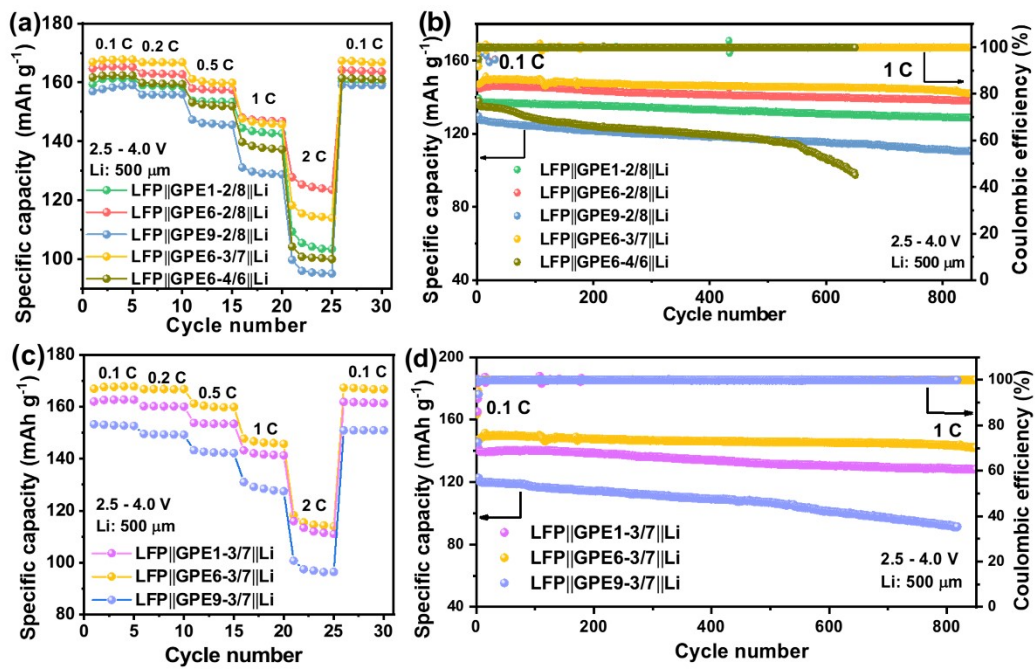 (a)
Specific capacity (mAh g⁻¹)
180
160
140
120
100
0.1 C
0.2 C
0.5 C
1 C
2 C
0.1 C
2.5 - 4.0 V
Li: 500 μm
LFP||GPE1-2/8||Li
LFP||GPE6-2/8||Li
LFP||GPE9-2/8||Li
LFP||GPE6-3/7||Li
LFP||GPE6-4/6||Li
0 5 10 15 20 25 30
Cycle number
(b)
Specific capacity (mAh g⁻¹)
160
120
80
40
0.1 C
1 C
LFP||GPE1-2/8||Li
LFP||GPE6-2/8||Li
LFP||GPE9-2/8||Li
LFP||GPE6-3/7||Li
LFP||GPE6-4/6||Li
2.5 - 4.0 V
Li: 500 μm
0 200 400 600 800
Cycle number
100
80
60
40
20
0
Coulombic efficiency (%)
(c)
Specific capacity (mAh g⁻¹)
180
160
140
120
100
80
60
0.1 C
0.2 C
0.5 C
1 C
2 C
0.1 C
2.5 - 4.0 V
Li: 500 μm
LFP||GPE1-3/7||Li
LFP||GPE6-3/7||Li
LFP||GPE9-3/7||Li
0 5 10 15 20 25 30
Cycle number
(d)
Specific capacity (mAh g⁻¹)
200
160
120
80
40
0.1 C
1 C
LFP||GPE1-3/7||Li
LFP||GPE6-3/7||Li
LFP||GPE9-3/7||Li
2.5 - 4.0 V
Li: 500 μm
0 200 400 600 800
Cycle number
100
80
60
40
20
0
Coulombic efficiency (%)